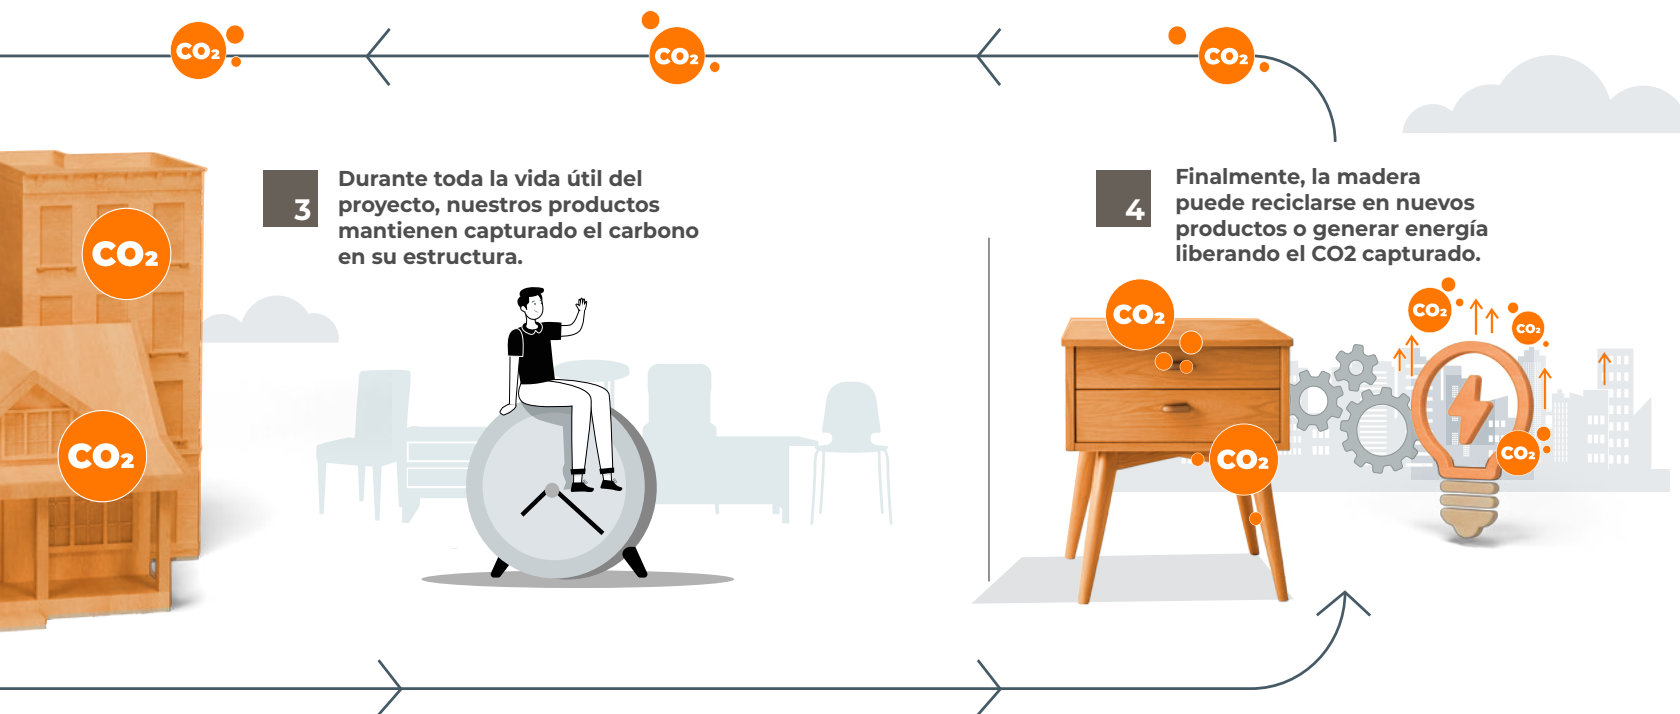 CO₂
CO₂
CO₂
3
Durante toda la vida útil del
proyecto, nuestros productos
mantienen capturado el carbono
en su estructura.
4
Finalmente, la madera
puede reciclarse en nuevos
productos o generar energía
liberando el CO2 capturado.
CO₂
CO₂
CO₂
CO₂
CO₂
CO₂
CO₂